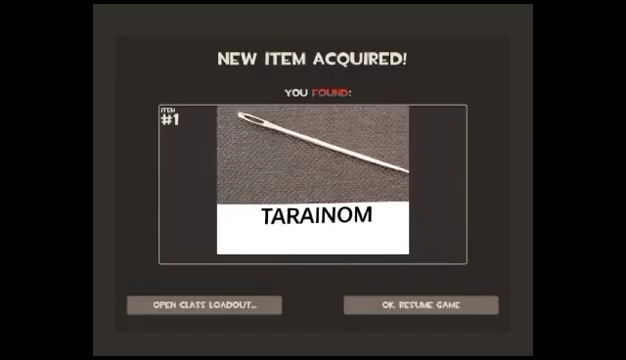 NEW ITEM ACQUIRED!
YOU FOUND:
ITEM
#1
TARAINOM
OPEN CLASS LOADOUT...
OK, RESUME GAME